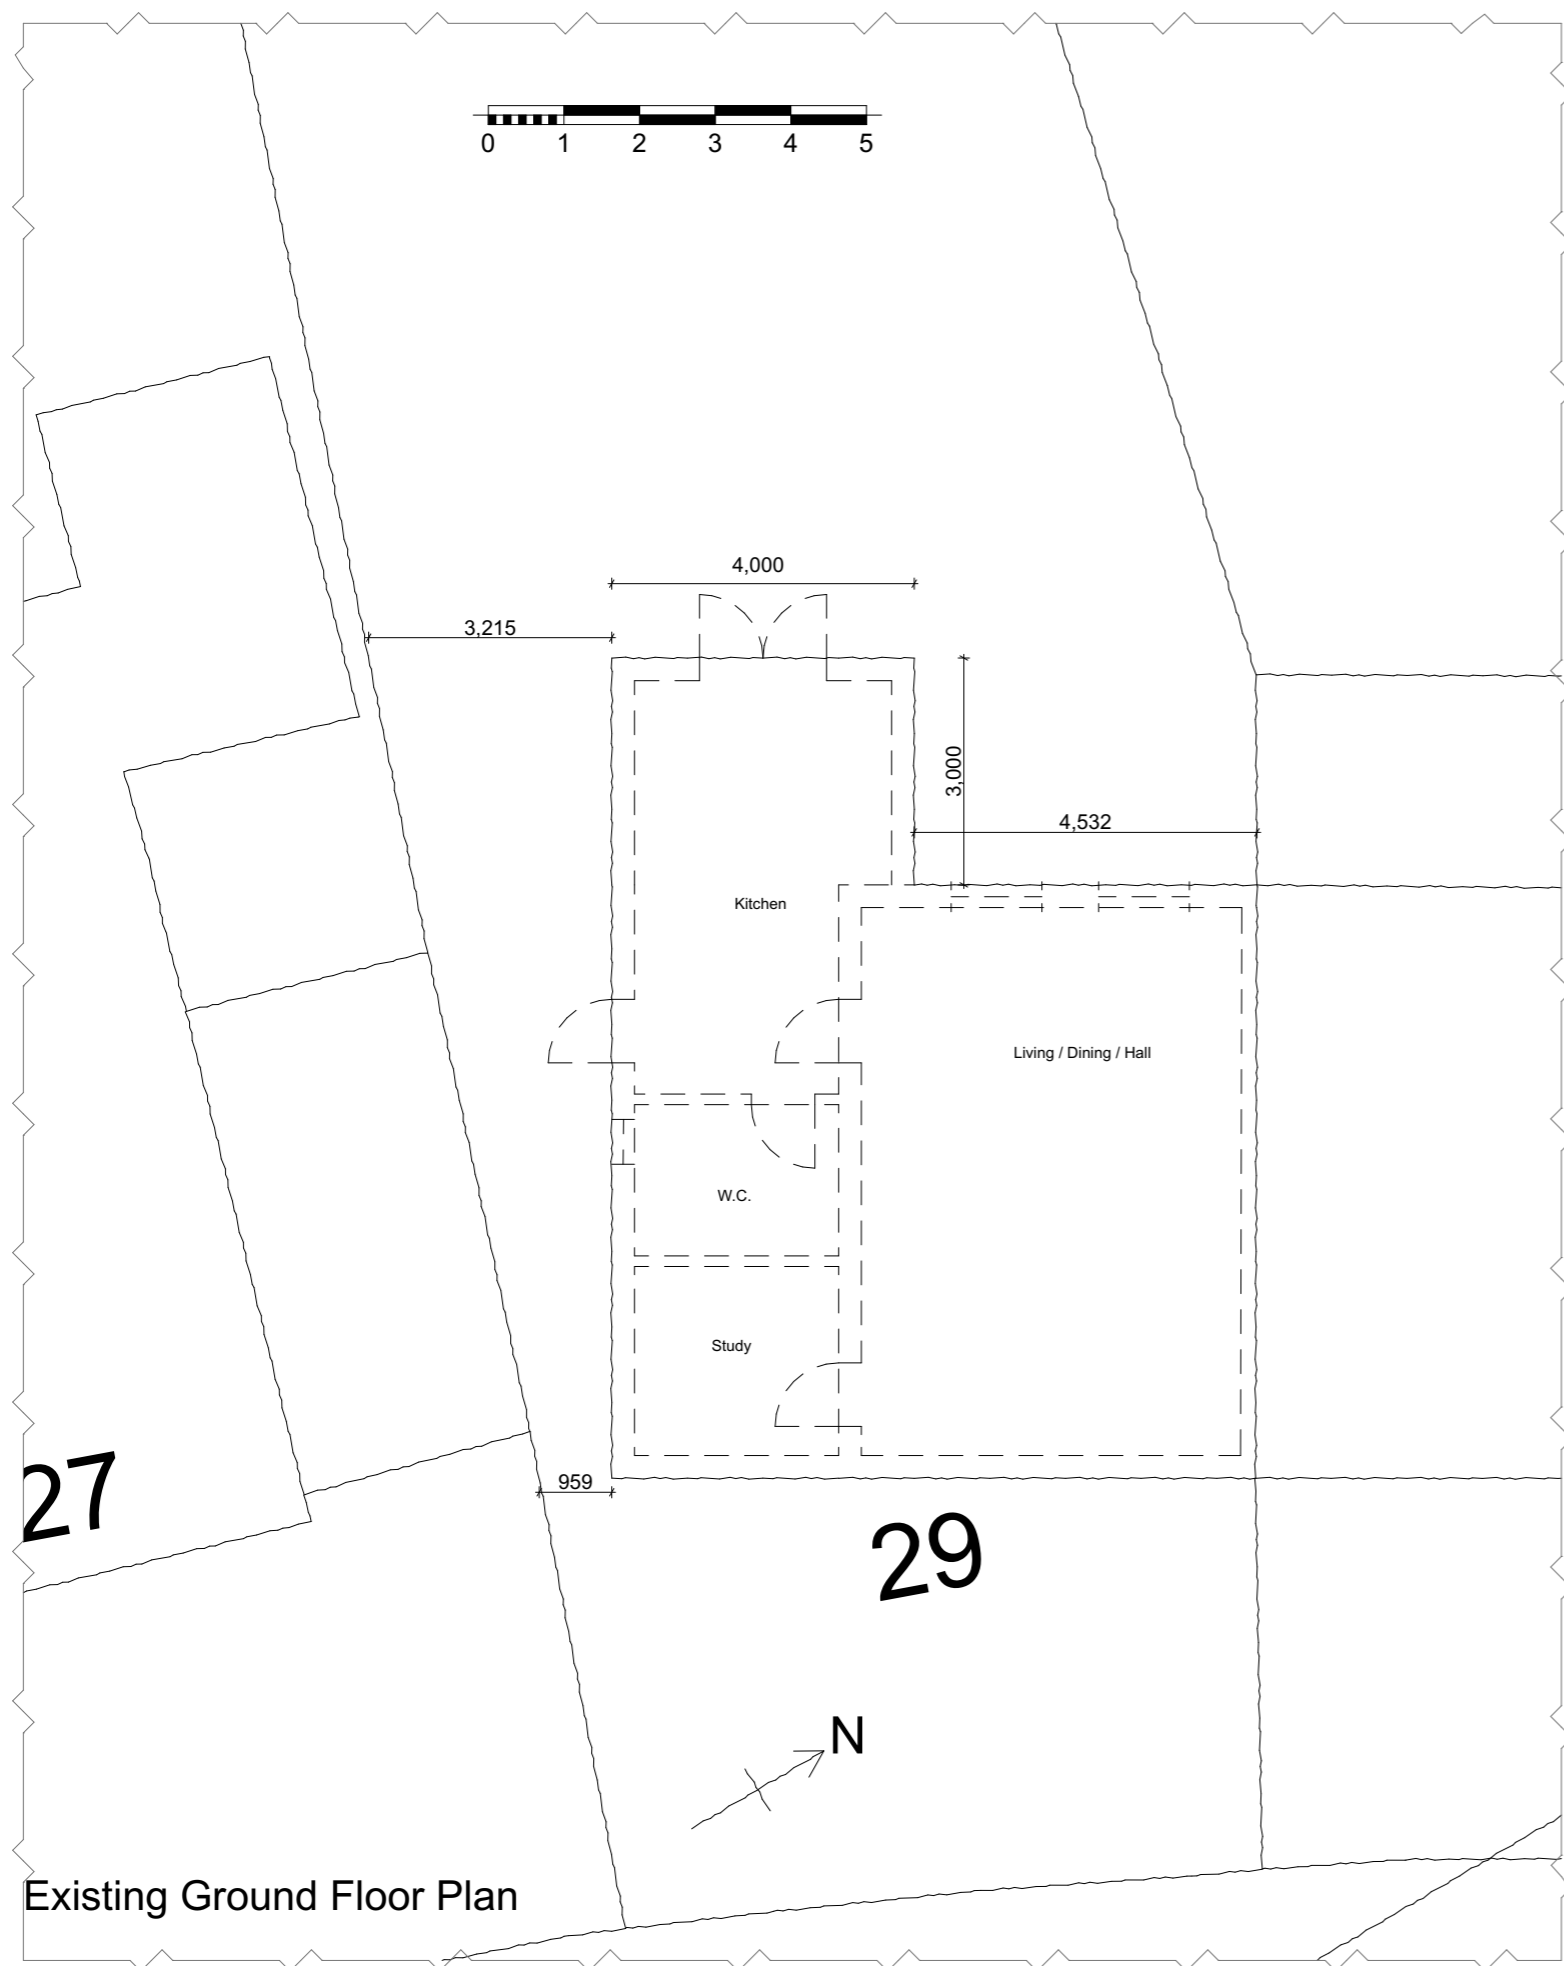 0 1 2 3 4 5
4,000
3,215
3,000
4,532
Kitchen
Living / Dining / Hall
W.C.
Study
27
959
29
N
Existing Ground Floor Plan